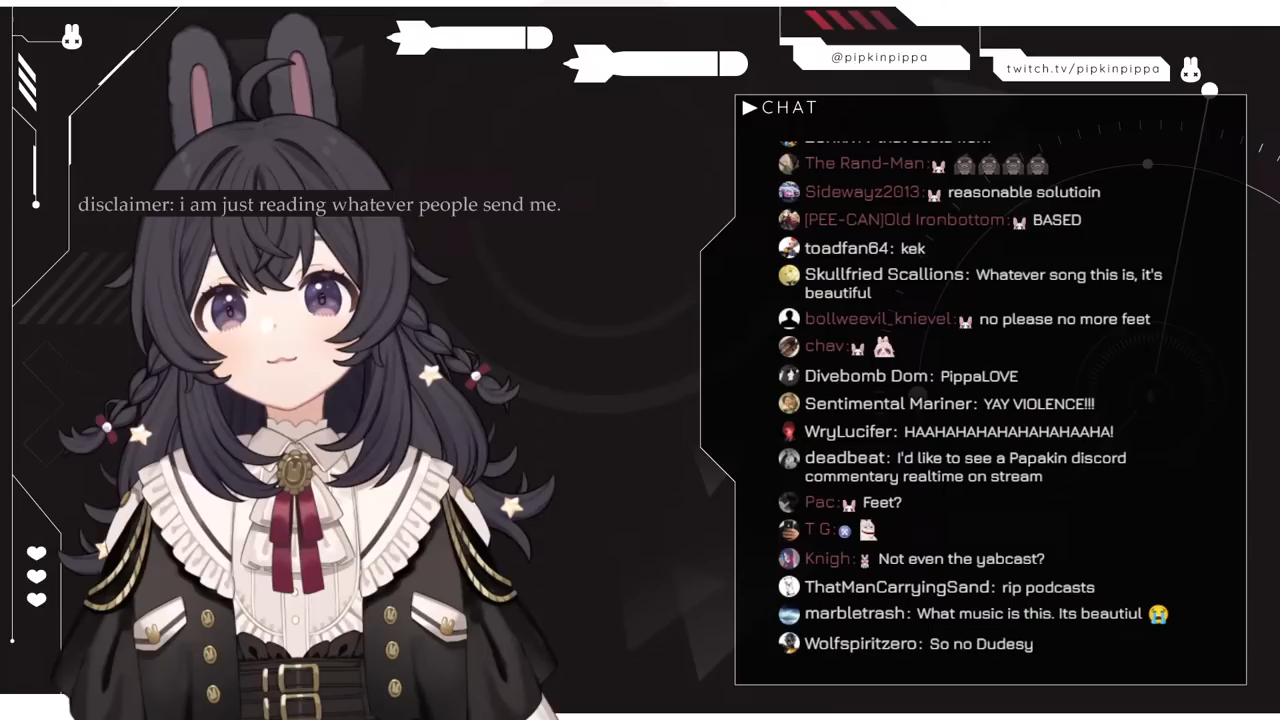 @pipkinpippa
twitch.tv/pipkinpippa
▶CHAT
The Rand-Man:
Sidewayz2013: reasonable solutioin
[PEE-CAN]Old Ironbottom: BASED
toadfan64: kek
Skullfried Scallions: Whatever song this is, it's
beautiful
bollweevil_knievel: no please no more feet
chav:
Divebomb Dom: PippaLOVE
Sentimental Mariner: YAY VIOLENCE!!!
WryLucifer: HAAHAHAHAHAHAHAAHA!
deadbeat: I'd like to see a Papakin discord
commentary realtime on stream
Pac: Feet?
T G:
Knigh: Not even the yabcast?
ThatManCarryingSand: rip podcasts
marbletrash: What music is this. Its beautiul 😭
Wolfspiritzero: So no Dudesy
disclaimer: i am just reading whatever people send me.